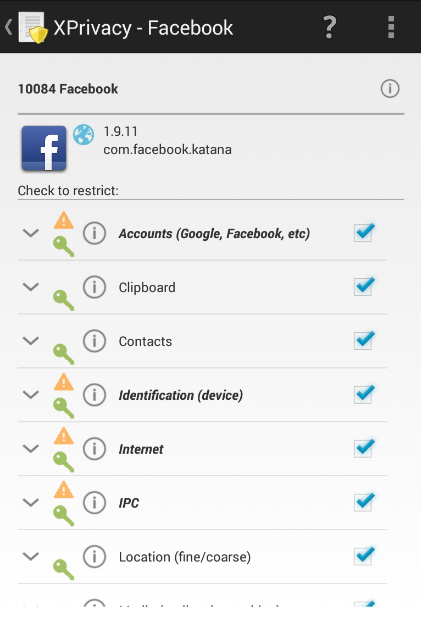 XPrivacy - Facebook
10084 Facebook
1.9.11
com.facebook.katana
Check to restrict:
Accounts (Google, Facebook, etc)
Clipboard
Contacts
Identification (device)
Internet
IPC
Location (fine/coarse)